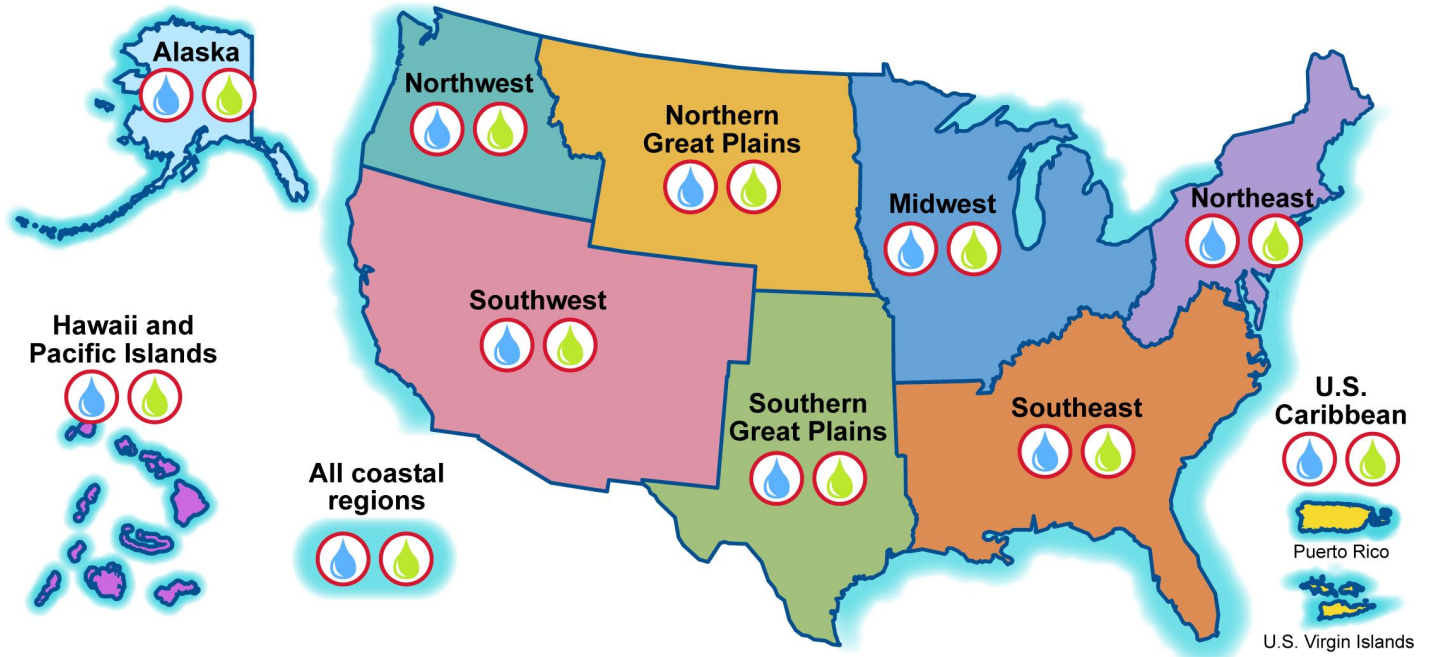 Alaska
Northwest
Northern
Great Plains
Midwest
Northeast
Southwest
Hawaii and
Pacific Islands
U.S.
Caribbean
Southern
Great Plains
Southeast
All coastal
regions
Puerto Rico
U.S. Virgin Islands